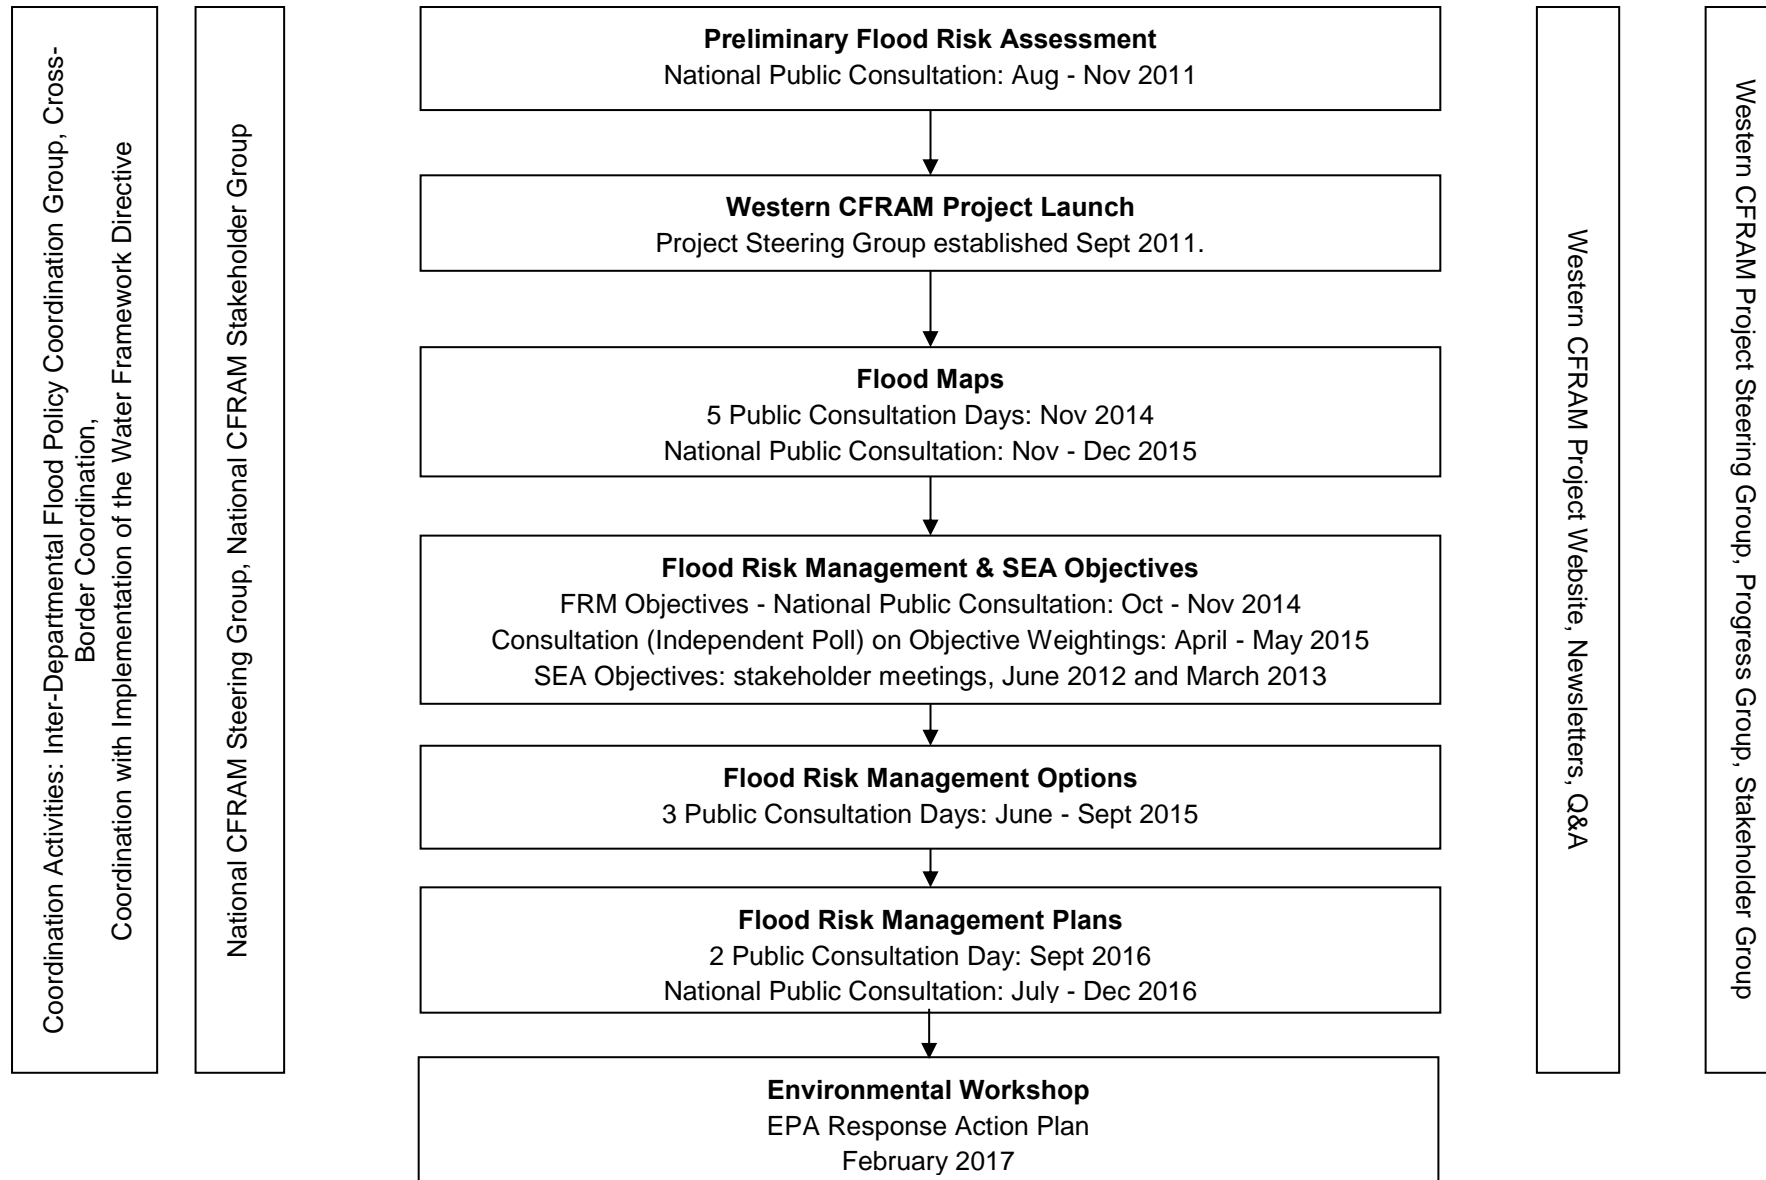 Coordination Activities: Inter-Departmental Flood Policy Coordination Group, Cross-
Border Coordination,
Coordination with Implementation of the Water Framework Directive
National CFRAM Steering Group, National CFRAM Stakeholder Group
Preliminary Flood Risk Assessment
National Public Consultation: Aug - Nov 2011
Western CFRAM Project Launch
Project Steering Group established Sept 2011.
Flood Maps
5 Public Consultation Days: Nov 2014
National Public Consultation: Nov - Dec 2015
Flood Risk Management & SEA Objectives
FRM Objectives - National Public Consultation: Oct - Nov 2014
Consultation (Independent Poll) on Objective Weightings: April - May 2015
SEA Objectives: stakeholder meetings, June 2012 and March 2013
Flood Risk Management Options
3 Public Consultation Days: June - Sept 2015
Flood Risk Management Plans
2 Public Consultation Day: Sept 2016
National Public Consultation: July - Dec 2016
Environmental Workshop
EPA Response Action Plan
February 2017
Western CFRAM Project Website, Newsletters, Q&A
Western CFRAM Project Steering Group, Progress Group, Stakeholder Group